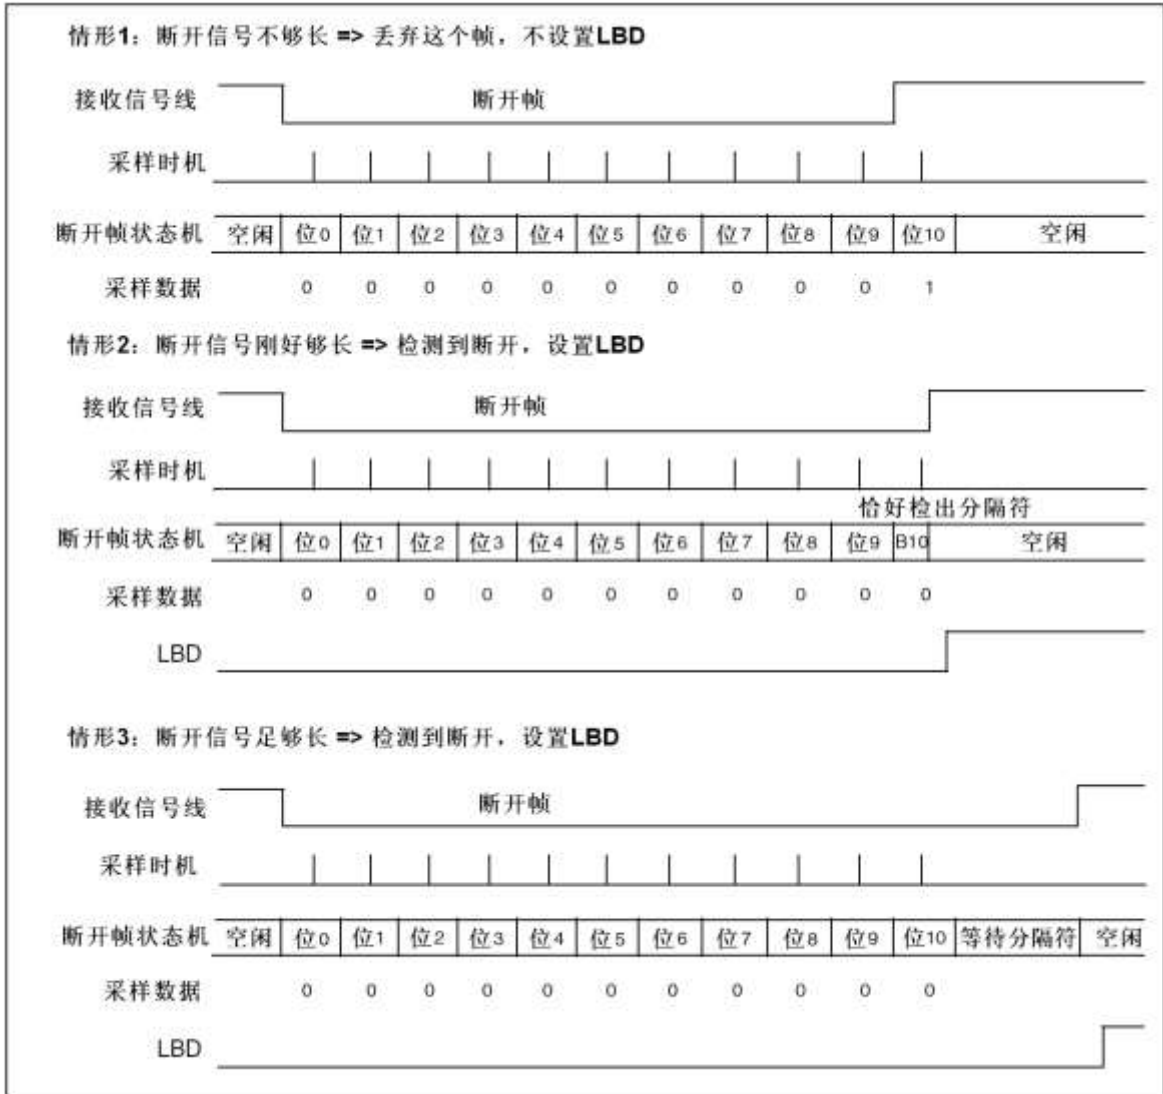 情形1：断开信号不够长 => 丢弃这个帧，不设置LBD
接收信号线 断开帧
采样时机
断开帧状态机 空闲 位0 位1 位2 位3 位4 位5 位6 位7 位8 位9 位10 空闲
采样数据 0 0 0 0 0 0 0 0 0 0 1
情形2：断开信号刚好够长 => 检测到断开，设置LBD
接收信号线 断开帧
采样时机
恰好检出分隔符
断开帧状态机 空闲 位0 位1 位2 位3 位4 位5 位6 位7 位8 位9 B10 空闲
采样数据 0 0 0 0 0 0 0 0 0 0 0
LBD
情形3：断开信号足够长 => 检测到断开，设置LBD
接收信号线 断开帧
采样时机
断开帧状态机 空闲 位0 位1 位2 位3 位4 位5 位6 位7 位8 位9 位10 等待分隔符 空闲
采样数据 0 0 0 0 0 0 0 0 0 0 0
LBD